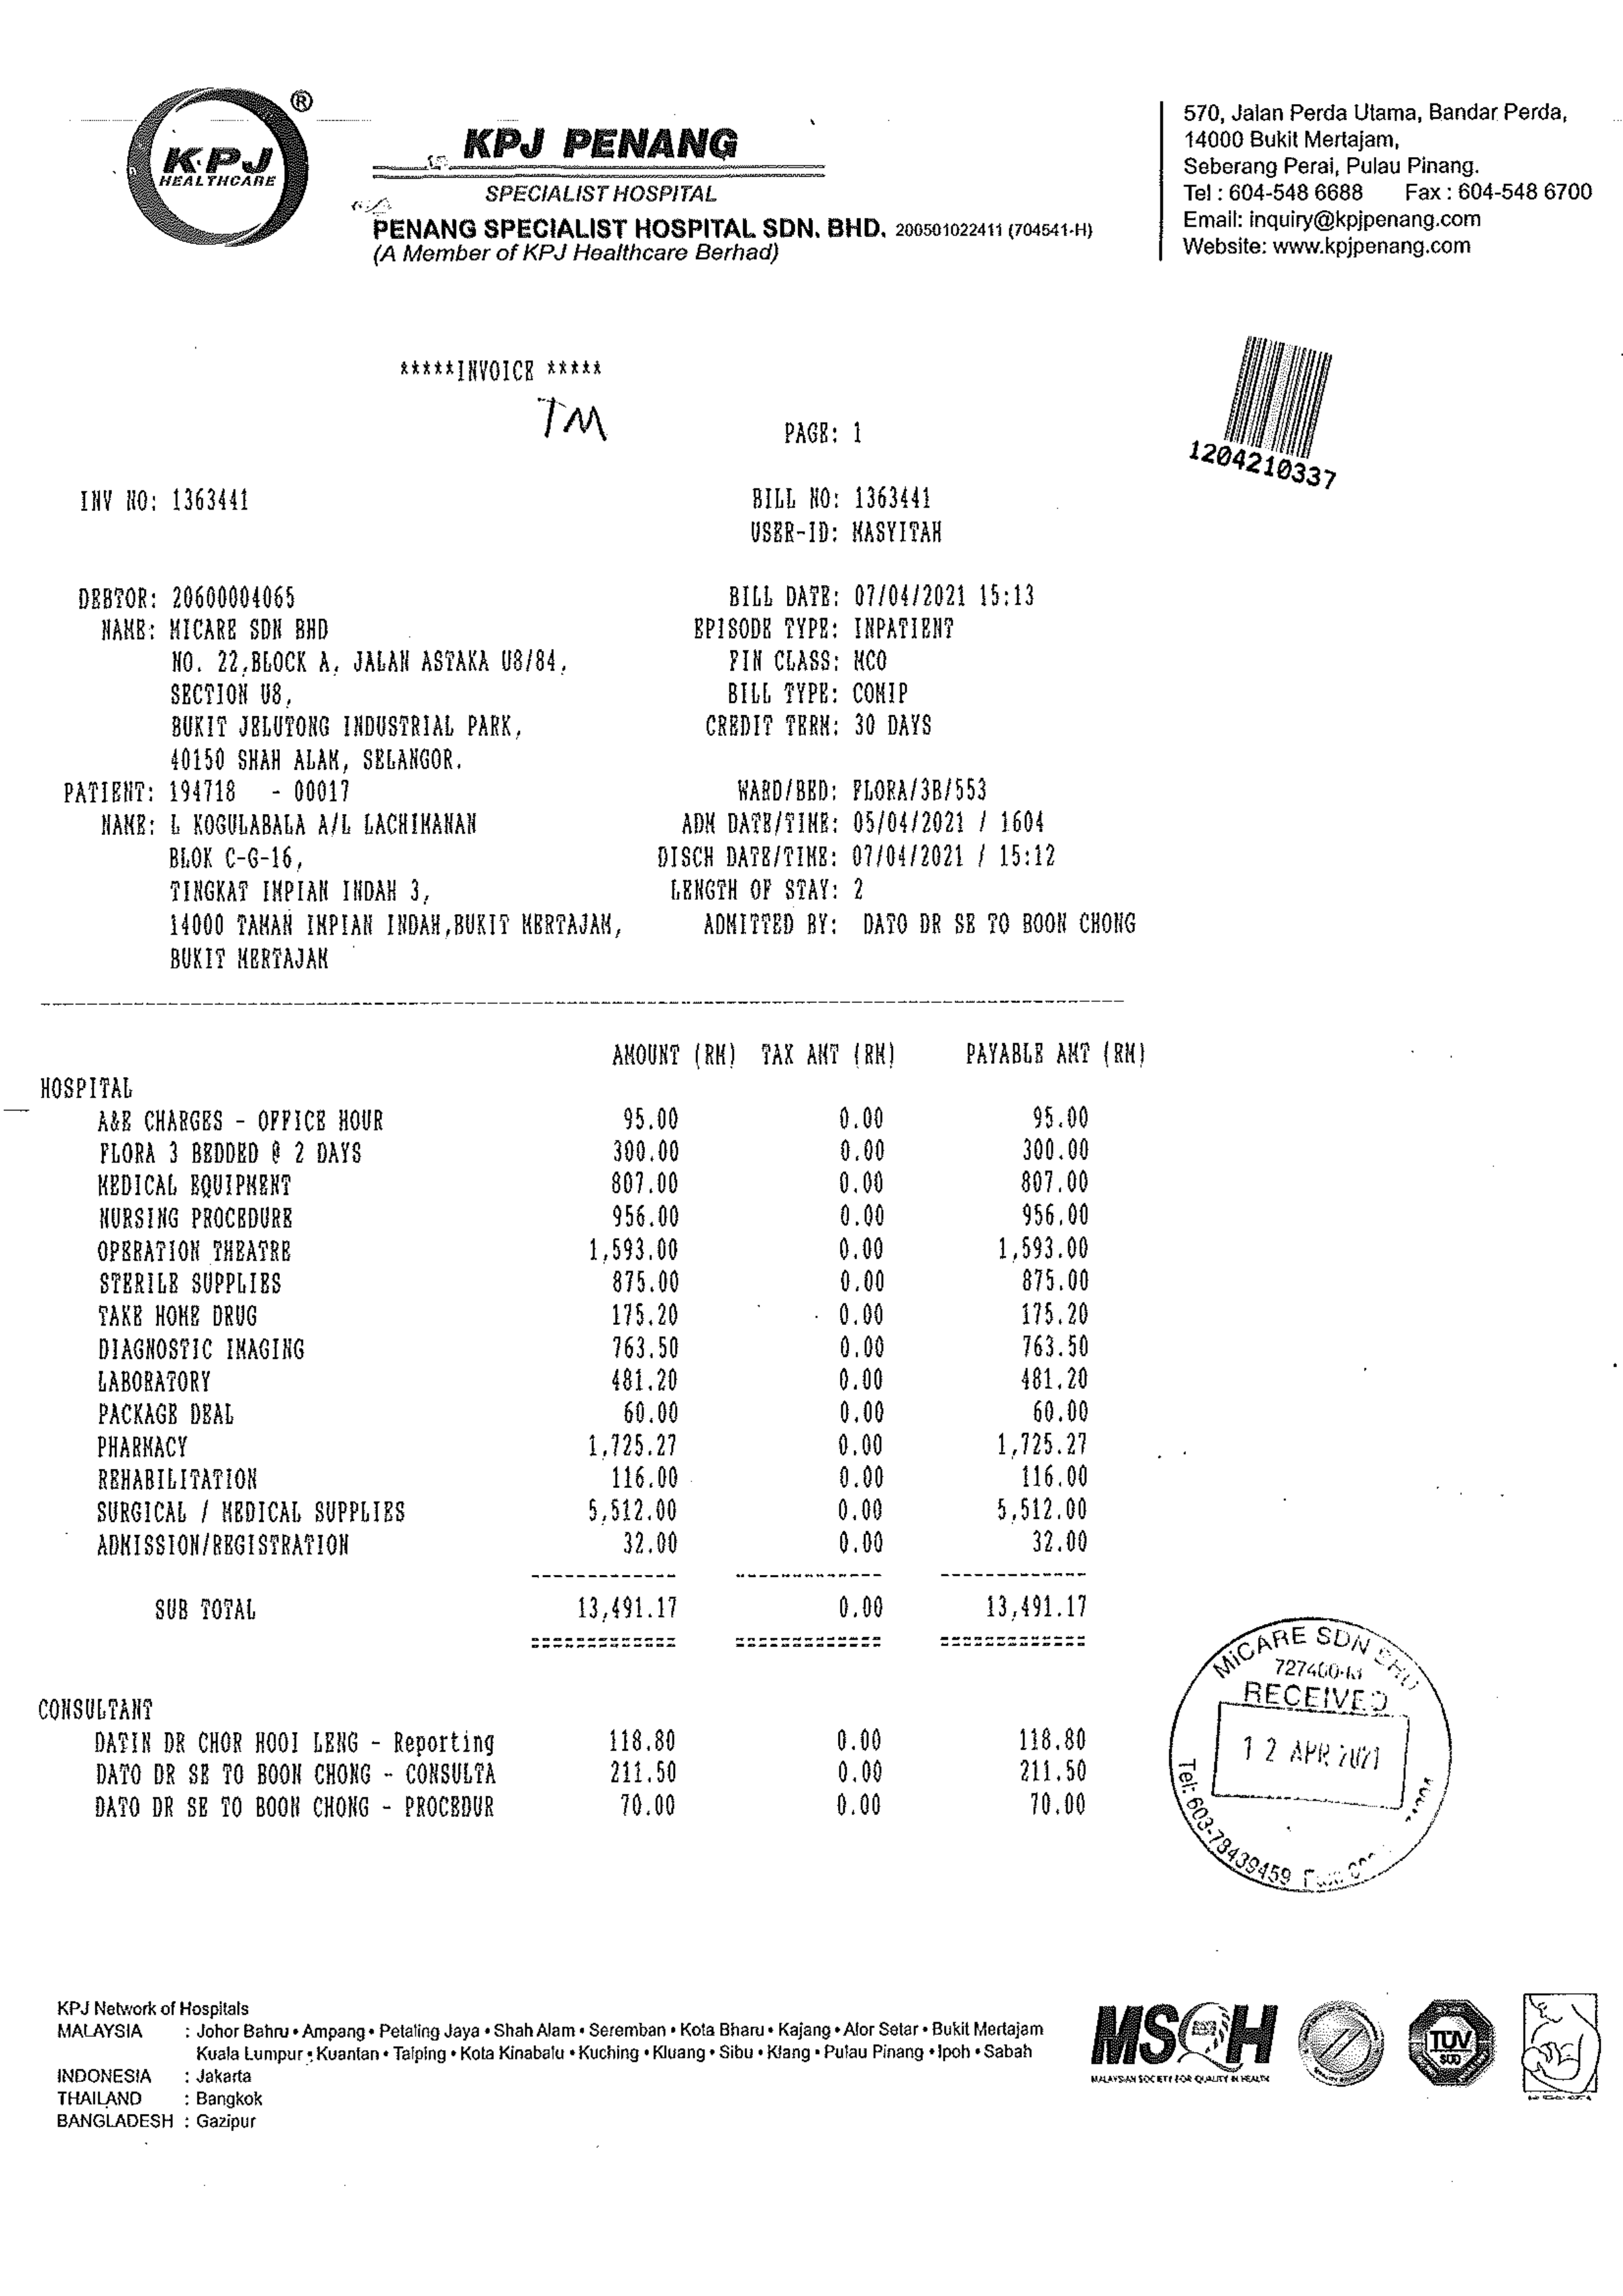 ®
KPJ
HEALTHCARE
KPJ PENANG
SPECIALIST HOSPITAL
PENANG SPECIALIST HOSPITAL SDN. BHD. 200501022411 (704541-H)
(A Member of KPJ Healthcare Berhad)
570, Jalan Perda Utama, Bandar Perda,
14000 Bukit Mertajam,
Seberang Perai, Pulau Pinang.
Tel : 604-548 6688 Fax : 604-548 6700
Email: inquiry@kpjpenang.com
Website: www.kpjpenang.com
*****INVOICE *****
TM
PAGE: 1
1204210337
INV NO: 1363441 BILL NO: 1363441
USER-ID: MASYITAH
DEBTOR: 20600004065 BILL DATE: 07/04/2021 15:13
NAME: MICARE SDN BHD EPISODE TYPE: INPATIENT
NO. 22,BLOCK A, JALAN ASTAKA U8/84, FIN CLASS: MCO
SECTION U8, BILL TYPE: COMIP
BUKIT JELUTONG INDUSTRIAL PARK, CREDIT TERM: 30 DAYS
40150 SHAH ALAM, SELANGOR.
PATIENT: 194718 - 00017 WARD/BED: FLORA/3B/553
NAME: L KOGULABALA A/L LACHIMANAN ADM DATE/TIME: 05/04/2021 / 1604
BLOK C-G-16, DISCH DATE/TIME: 07/04/2021 / 15:12
TINGKAT IMPIAN INDAH 3, LENGTH OF STAY: 2
14000 TAMAN IMPIAN INDAH,BUKIT MERTAJAM, ADMITTED BY: DATO DR SE TO BOON CHONG
BUKIT MERTAJAM
AMOUNT (RM) TAX AMT (RM) PAYABLE AMT (RM)
HOSPITAL
A&E CHARGES - OFFICE HOUR 95.00 0.00 95.00
FLORA 3 BEDDED @ 2 DAYS 300.00 0.00 300.00
MEDICAL EQUIPMENT 807.00 0.00 807.00
NURSING PROCEDURE 956.00 0.00 956.00
OPERATION THEATRE 1,593.00 0.00 1,593.00
STERILE SUPPLIES 875.00 0.00 875.00
TAKE HOME DRUG 175.20 0.00 175.20
DIAGNOSTIC IMAGING 763.50 0.00 763.50
LABORATORY 481.20 0.00 481.20
PACKAGE DEAL 60.00 0.00 60.00
PHARMACY 1,725.27 0.00 1,725.27
REHABILITATION 116.00 0.00 116.00
SURGICAL / MEDICAL SUPPLIES 5,512.00 0.00 5,512.00
ADMISSION/REGISTRATION 32.00 0.00 32.00
SUB TOTAL 13,491.17 0.00 13,491.17
CONSULTANT
DATIN DR CHOR HOOI LENG - Reporting 118.80 0.00 118.80
DATO DR SE TO BOON CHONG - CONSULTA 211.50 0.00 211.50
DATO DR SE TO BOON CHONG - PROCEDUR 70.00 0.00 70.00
MiCARE SDN BHD
RECEIVED
12 APR 2021
Tel: 603-78439459
KPJ Network of Hospitals
MALAYSIA : Johor Bahru • Ampang • Petaling Jaya • Shah Alam • Seremban • Kota Bharu • Kajang • Alor Setar • Bukit Mertajam
Kuala Lumpur • Kuantan • Taiping • Kota Kinabalu • Kuching • Kluang • Sibu • Klang • Pulau Pinang • Ipoh • Sabah
INDONESIA : Jakarta
THAILAND : Bangkok
BANGLADESH : Gazipur
MSQH
MALAYSIAN SOCIETY FOR QUALITY IN HEALTH
TÜV
SÜD